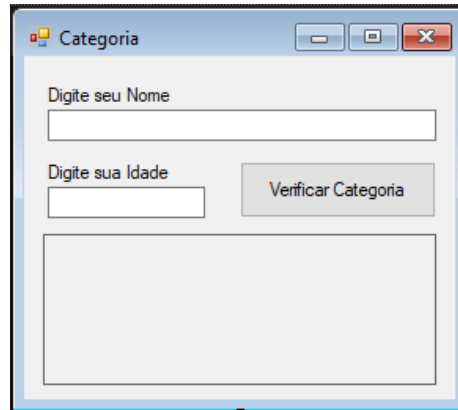 Categoria
Digite seu Nome
Digite sua Idade
Verificar Categoria